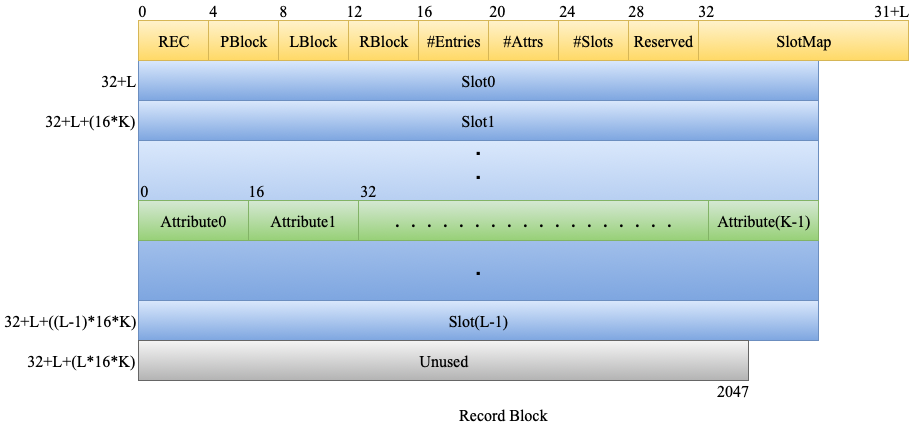 0 4 8 12 16 20 24 28 32 31+L
REC PBlock LBlock RBlock #Entries #Attrs #Slots Reserved SlotMap
32+L Slot0
32+L+(16*K) Slot1
.
.
0 16 32
Attribute0 Attribute1 . . . . . . . . . . . . . . . . . . Attribute(K-1)
.
32+L+((L-1)*16*K) Slot(L-1)
32+L+(L*16*K) Unused
2047
Record Block